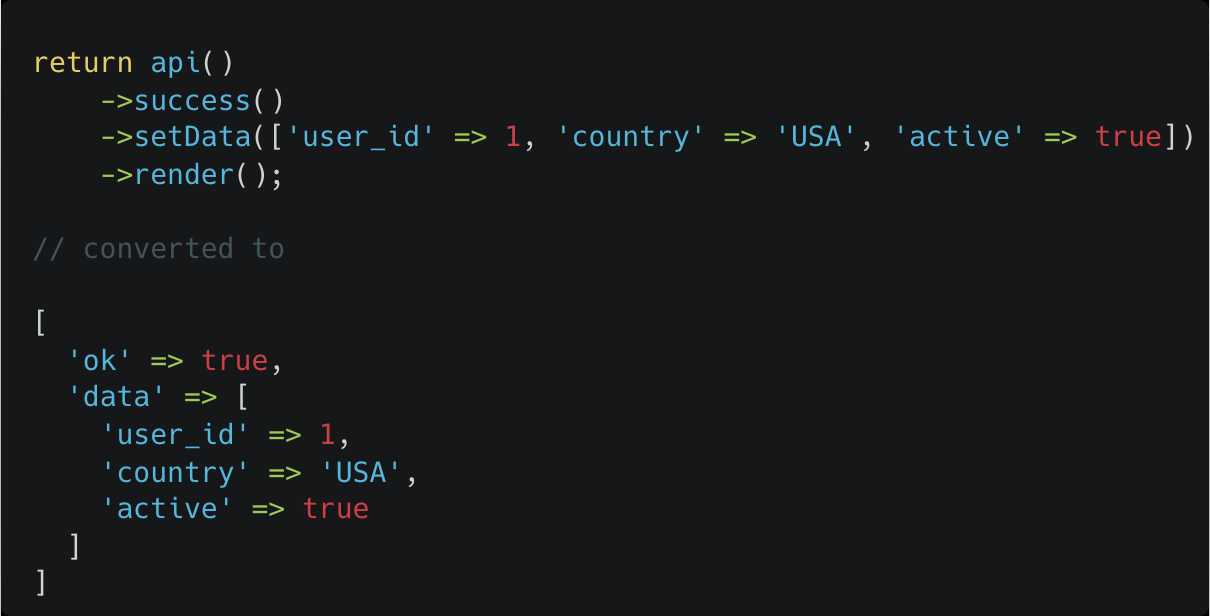 return api()
    ->success()
    ->setData(['user_id' => 1, 'country' => 'USA', 'active' => true])
    ->render();

// converted to

[
  'ok' => true,
  'data' => [
    'user_id' => 1,
    'country' => 'USA',
    'active' => true
  ]
]